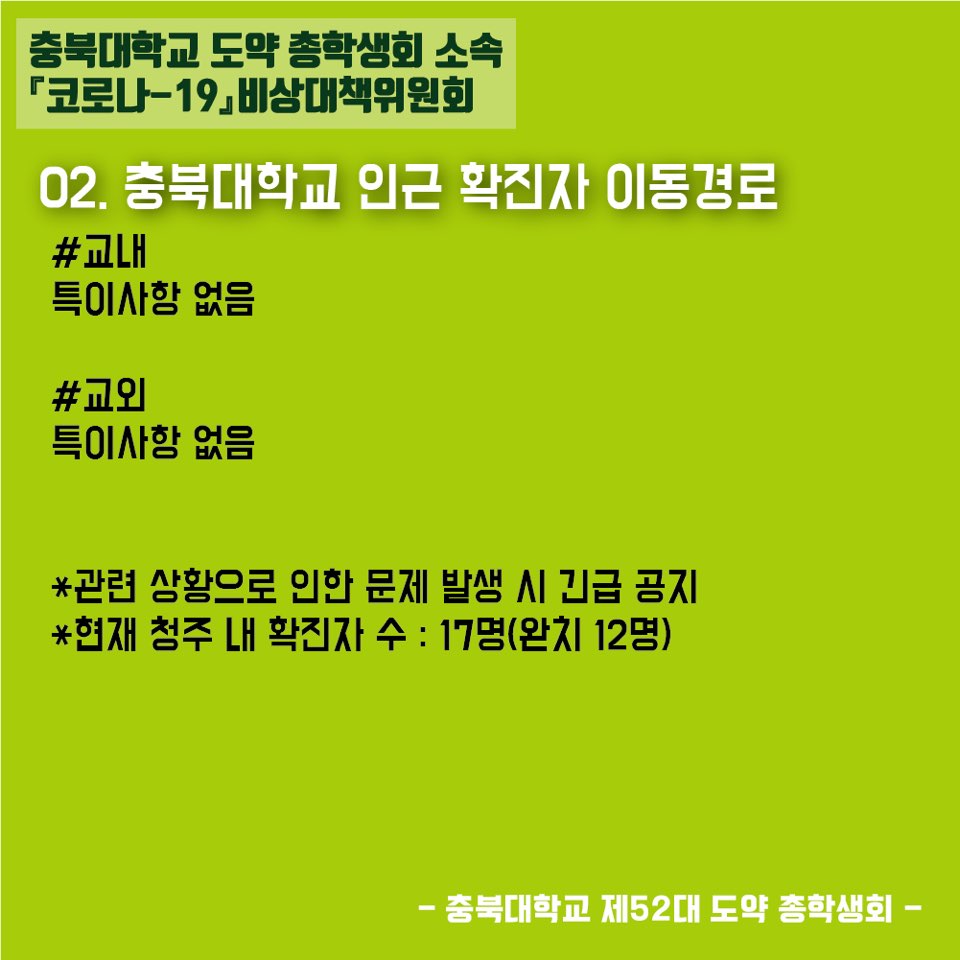 충북대학교 도약 총학생회 소속
『코로나-19』비상대책위원회
02. 충북대학교 인근 확진자 이동경로
#교내
특이사항 없음
#교외
특이사항 없음
*관련 상황으로 인한 문제 발생 시 긴급 공지
*현재 청주 내 확진자 수 : 17명(완치 12명)
- 충북대학교 제52대 도약 총학생회 -